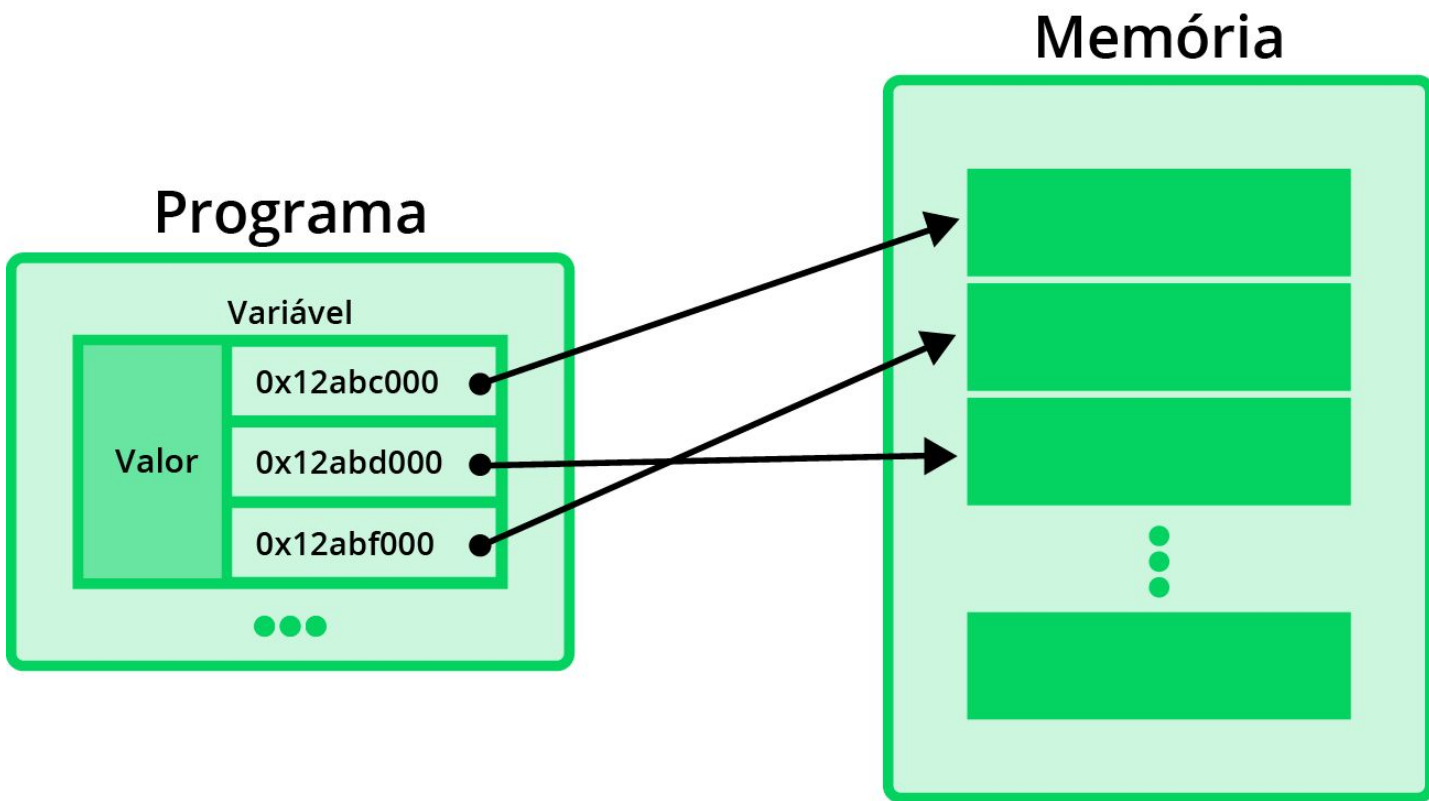 Memória
Programa
Variável
Valor
0x12abc000
0x12abd000
0x12abf000